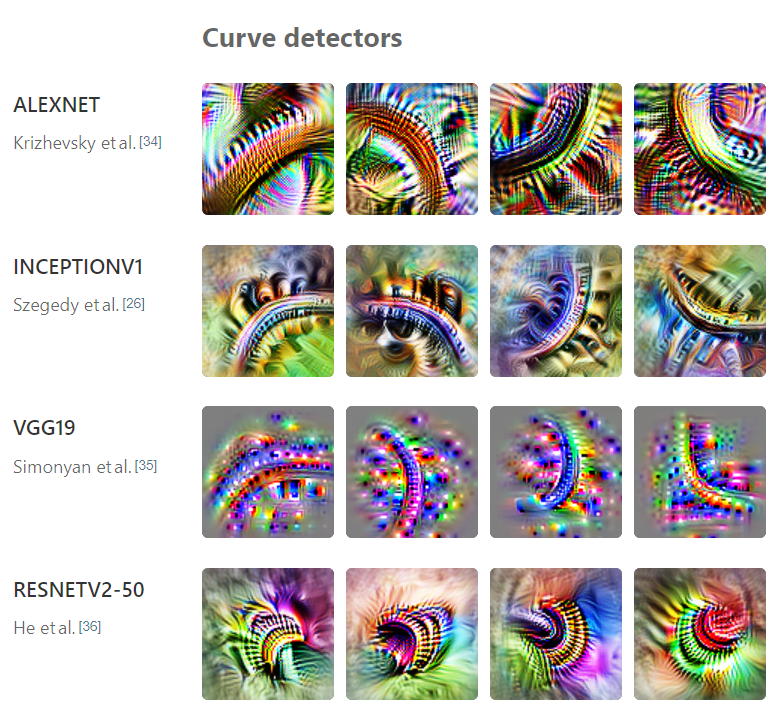 Curve detectors
ALEXNET
Krizhevsky et al. [34]
INCEPTIONV1
Szegedy et al. [26]
VGG19
Simonyan et al. [35]
RESNETV2-50
He et al. [36]